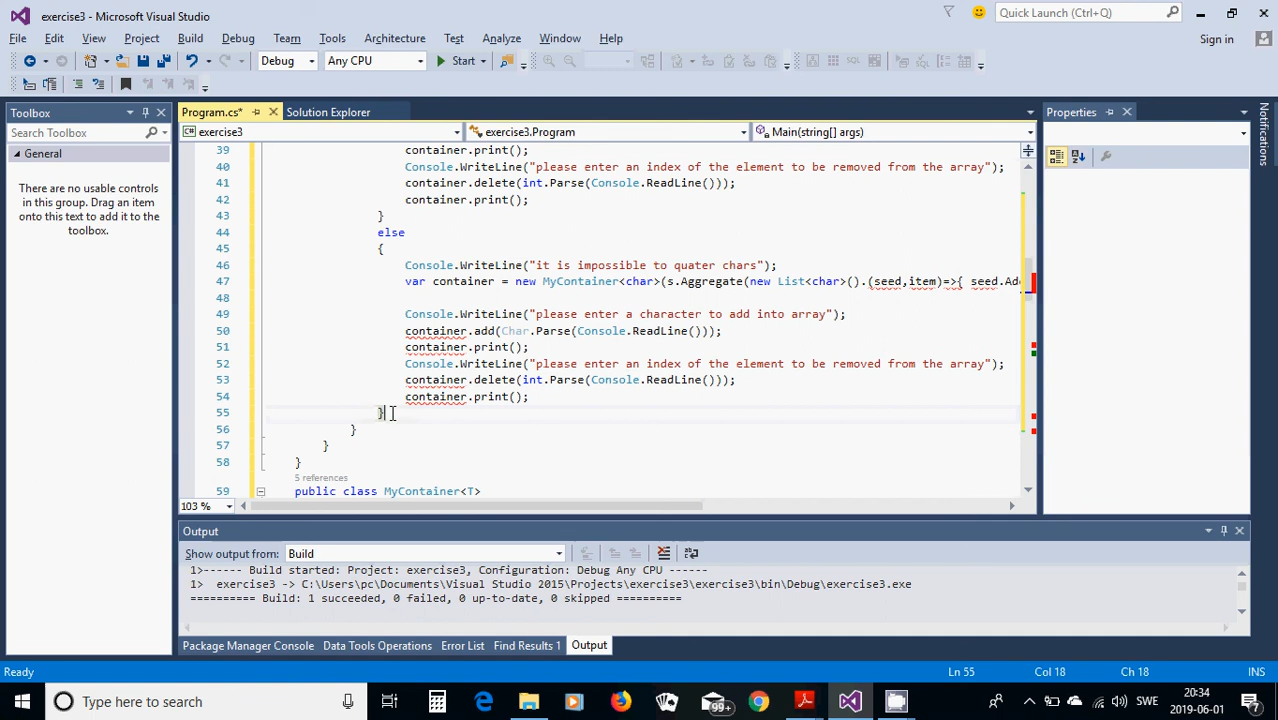 exercise3 - Microsoft Visual Studio
Quick Launch (Ctrl+Q)
File Edit View Project Build Debug Team Tools Architecture Test Analyze Window Help
Sign in
Debug Any CPU Start
Toolbox
Program.cs* Solution Explorer
Properties
Notifications
Search Toolbox
exercise3 exercise3.Program Main(string[] args)
General
There are no usable controls
in this group. Drag an item
onto this text to add it to the
toolbox.
39 container.print();
40 Console.WriteLine("please enter an index of the element to be removed from the array");
41 container.delete(int.Parse(Console.ReadLine()));
42 container.print();
43 }
44 else
45 {
46 Console.WriteLine("it is impossible to quater chars");
47 var container = new MyContainer<char>(s.Aggregate(new List<char>().(seed,item)=>{ seed.Add
48
49 Console.WriteLine("please enter a character to add into array");
50 container.add(Char.Parse(Console.ReadLine()));
51 container.print();
52 Console.WriteLine("please enter an index of the element to be removed from the array");
53 container.delete(int.Parse(Console.ReadLine()));
54 container.print();
55 }
56 }
57 }
58 }
5 references
59 public class MyContainer<T>
103 %
Output
Show output from: Build
1>------ Build started: Project: exercise3, Configuration: Debug Any CPU ------
1> exercise3 -> C:\Users\pc\Documents\Visual Studio 2015\Projects\exercise3\exercise3\bin\Debug\exercise3.exe
========== Build: 1 succeeded, 0 failed, 0 up-to-date, 0 skipped ==========
Package Manager Console Data Tools Operations Error List Find Results 1 Output
Ready Ln 55 Col 18 Ch 18 INS
Type here to search
99+
SWE
20:34
2019-06-01
7